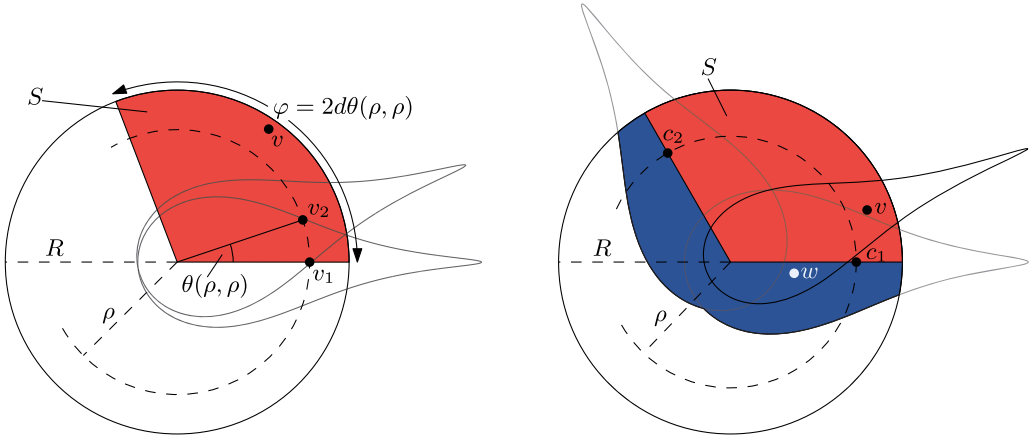 S
φ = 2dθ(ρ, ρ)
v
v₂
R
θ(ρ, ρ)
v₁
ρ
S
c₂
v
R
c₁
w
ρ